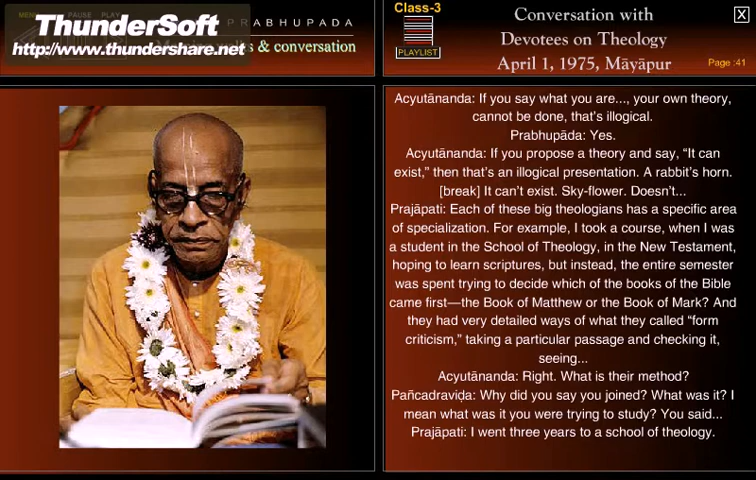 MENU
PAUSE PLAY
PRABHUPADA
ThunderSoft
http://www.thundershare.net
& conversation
Class-3
PLAYLIST
Conversation with
Devotees on Theology
April 1, 1975, Māyāpur
X
Page :41
Acyutānanda: If you say what you are..., your own theory,
cannot be done, that's illogical.
Prabhupāda: Yes.
Acyutānanda: If you propose a theory and say, “It can
exist,” then that's an illogical presentation. A rabbit's horn.
[break] It can't exist. Sky-flower. Doesn't...
Prajāpati: Each of these big theologians has a specific area
of specialization. For example, I took a course, when I was
a student in the School of Theology, in the New Testament,
hoping to learn scriptures, but instead, the entire semester
was spent trying to decide which of the books of the Bible
came first—the Book of Matthew or the Book of Mark? And
they had very detailed ways of what they called “form
criticism,” taking a particular passage and checking it,
seeing...
Acyutānanda: Right. What is their method?
Pañcadraviḍa: Why did you say you joined? What was it? I
mean what was it you were trying to study? You said...
Prajāpati: I went three years to a school of theology.